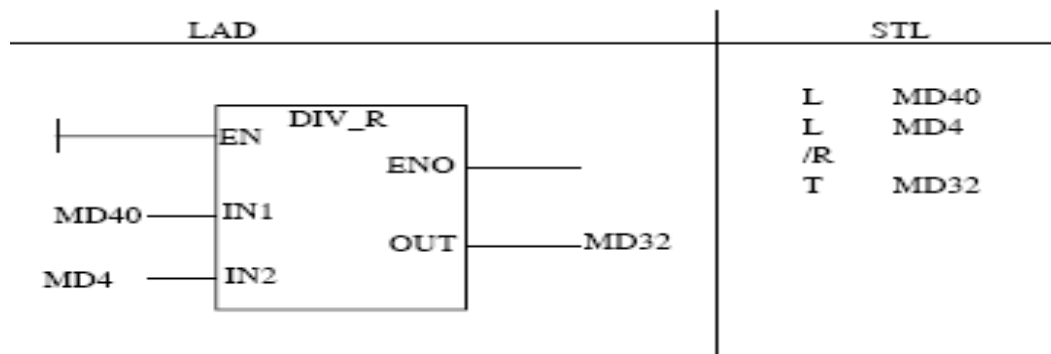 LAD
STL
DIV_R
EN
ENO
MD40 IN1
OUT MD32
MD4 IN2
L MD40
L MD4
/R
T MD32